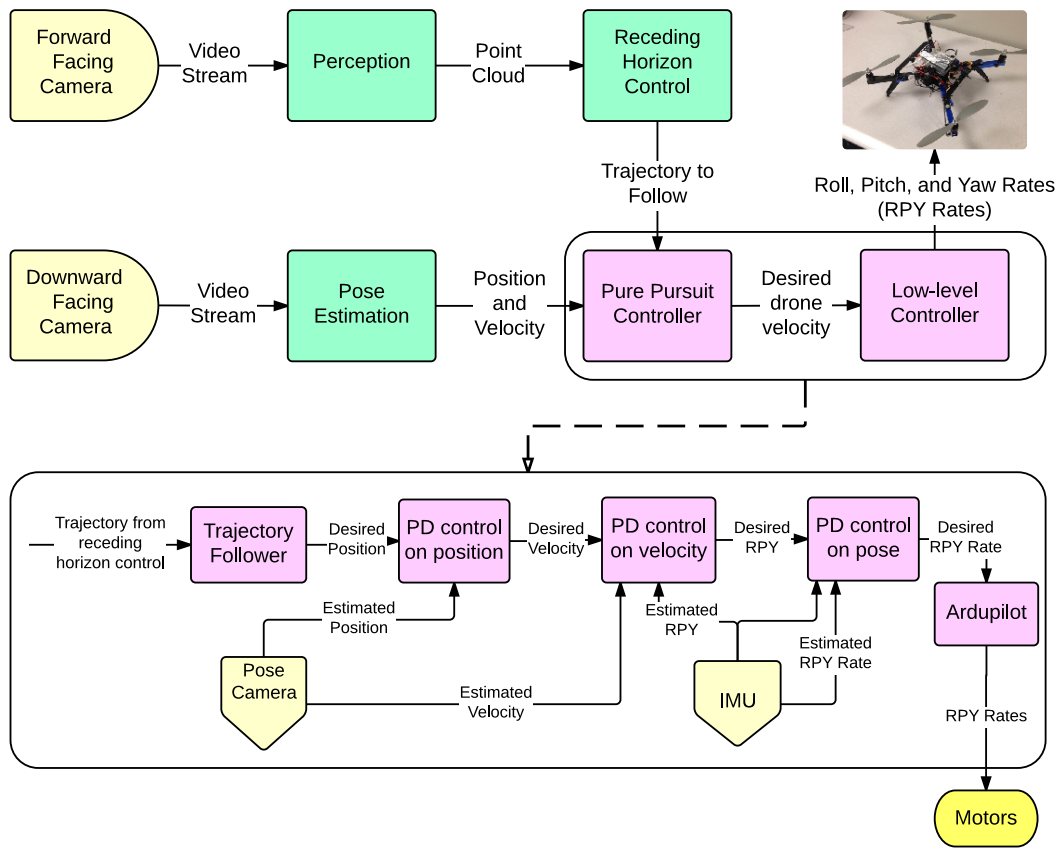 Forward
Facing
Camera
Video
Stream
Perception
Point
Cloud
Receding
Horizon
Control
Trajectory to
Follow
Roll, Pitch, and Yaw Rates
(RPY Rates)
Downward
Facing
Camera
Video
Stream
Pose
Estimation
Position
and
Velocity
Pure Pursuit
Controller
Desired
drone
velocity
Low-level
Controller
Trajectory from
receding
horizon control
Trajectory
Follower
Desired
Position
PD control
on position
Desired
Velocity
PD control
on velocity
Desired
RPY
PD control
on pose
Desired
RPY Rate
Ardupilot
Estimated
Position
Estimated
RPY
Estimated
RPY Rate
Pose
Camera
Estimated
Velocity
IMU
RPY Rates
Motors